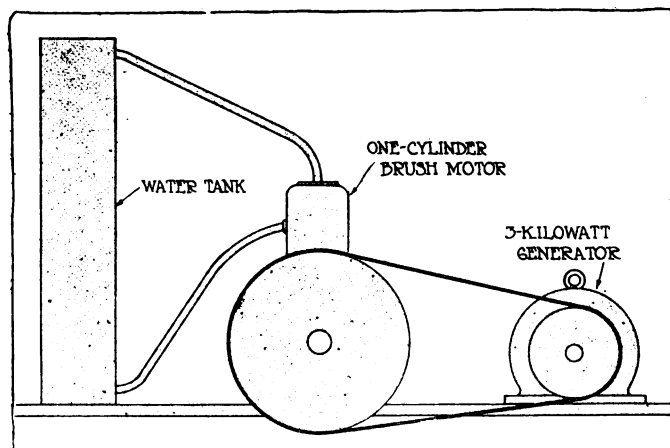 WATER TANK
ONE-CYLINDER
BRUSH MOTOR
3-KILOWATT
GENERATOR